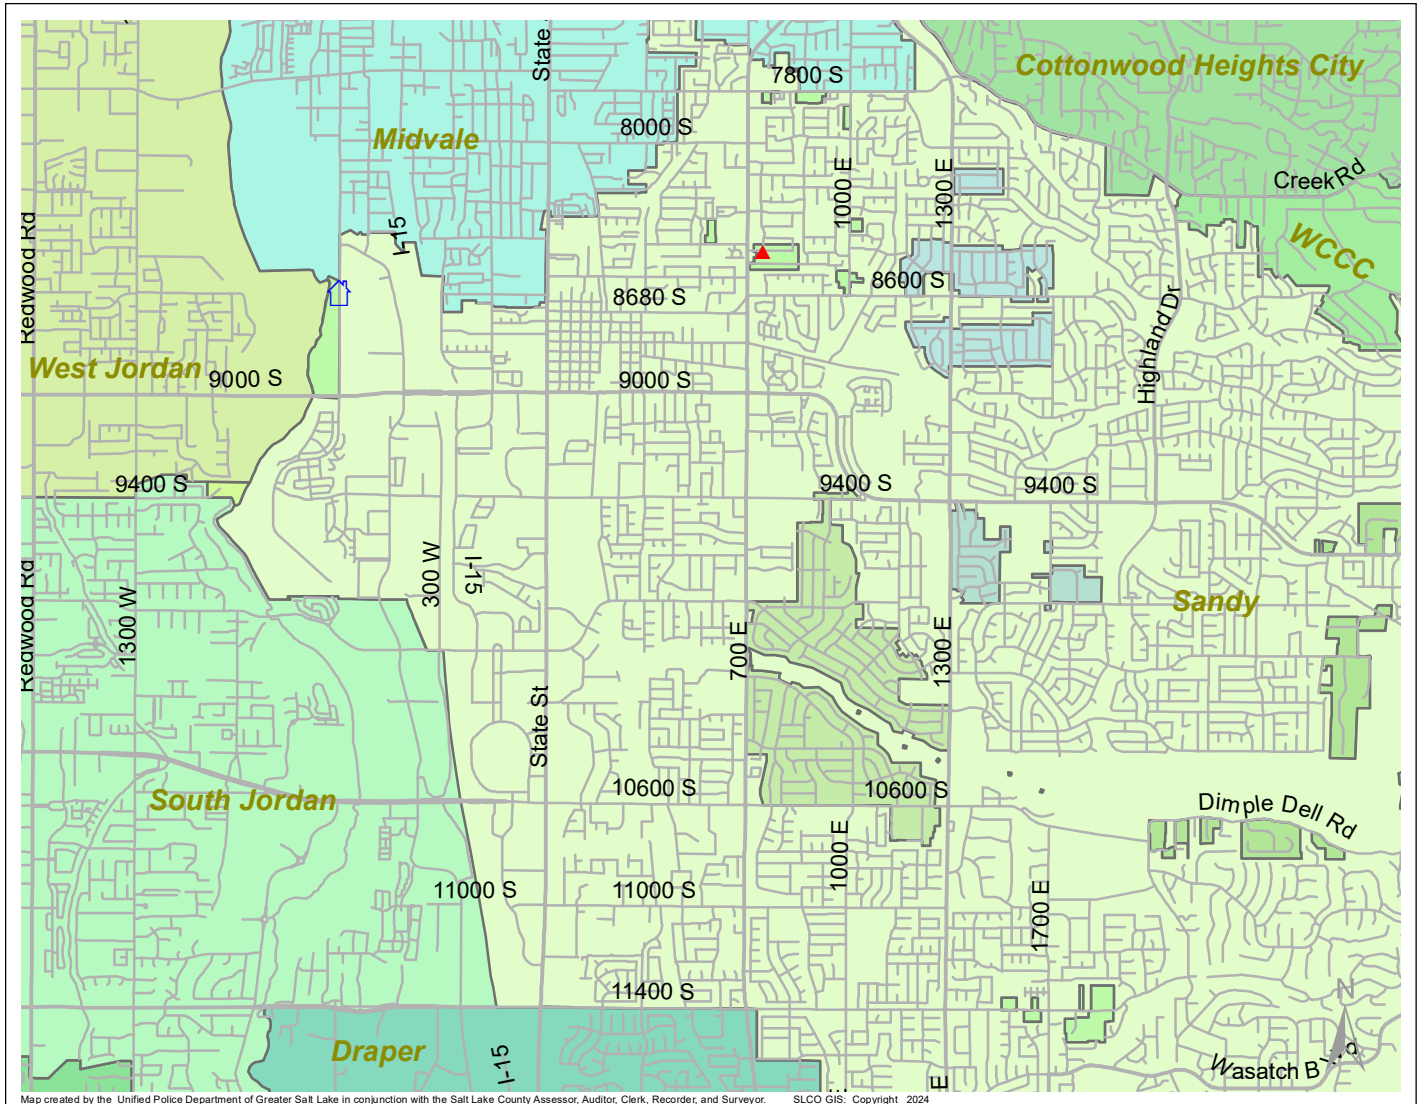 State
7800 S
Cottonwood Heights City
8000 S
Midvale
1000 E
1300 E
Creek Rd
Redwood Rd
I-15
WCCC
8600 S
8680 S
Highland Dr
West Jordan
9000 S
9000 S
9400 S
9400 S
9400 S
300 W
I-15
Redwood Rd
1300 W
Sandy
700 E
1300 E
State St
10600 S
10600 S
South Jordan
Dimple Dell Rd
1000 E
11000 S
11000 S
1700 E
11400 S
N
Draper
I-15
E
Wasatch B
Map created by the Unified Police Department of Greater Salt Lake in conjunction with the Salt Lake County Assessor, Auditor, Clerk, Recorder, and Surveyor. SLCO GIS: Copyright 2024